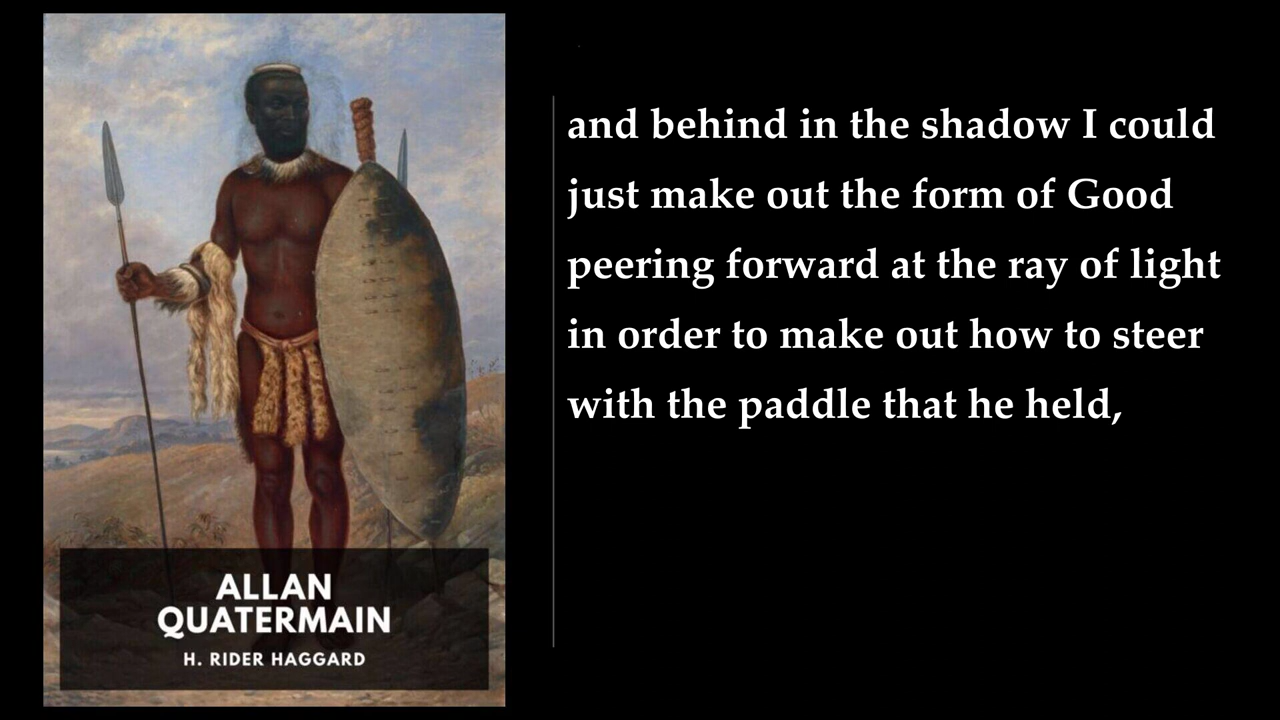 ALLAN
QUATERMAIN
H. RIDER HAGGARD
and behind in the shadow I could
just make out the form of Good
peering forward at the ray of light
in order to make out how to steer
with the paddle that he held,